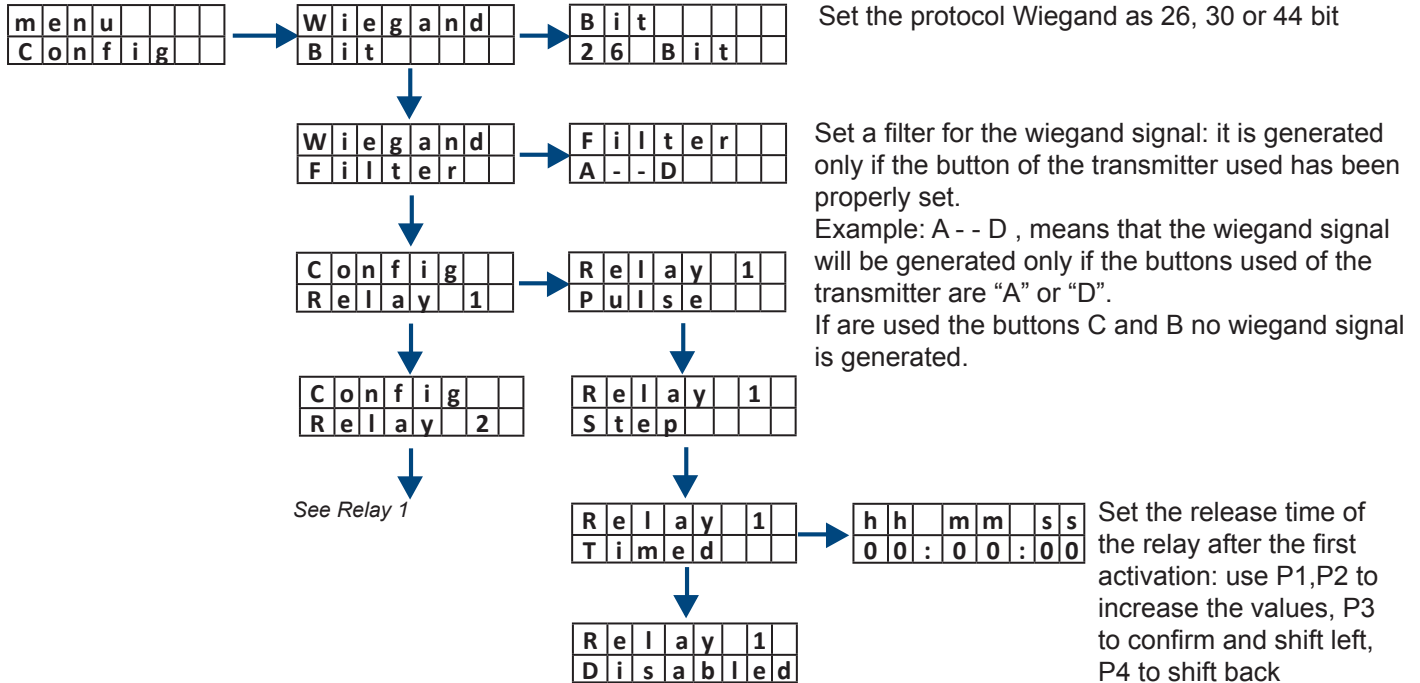 menu
Config
Wiegand
Bit
Bit
26 Bit
Set the protocol Wiegand as 26, 30 or 44 bit
Wiegand
Filter
Filter
A--D
Set a filter for the wiegand signal: it is generated
only if the button of the transmitter used has been
properly set.
Example: A - - D , means that the wiegand signal
will be generated only if the buttons used of the
transmitter are “A” or “D”.
If are used the buttons C and B no wiegand signal
is generated.
Config
Relay 1
Relay 1
Pulse
Config
Relay 2
Relay 1
Step
See Relay 1
Relay 1
Timed
hh mm ss
00:00:00
Set the release time of
the relay after the first
activation: use P1,P2 to
increase the values, P3
to confirm and shift left,
P4 to shift back
Relay 1
Disabled